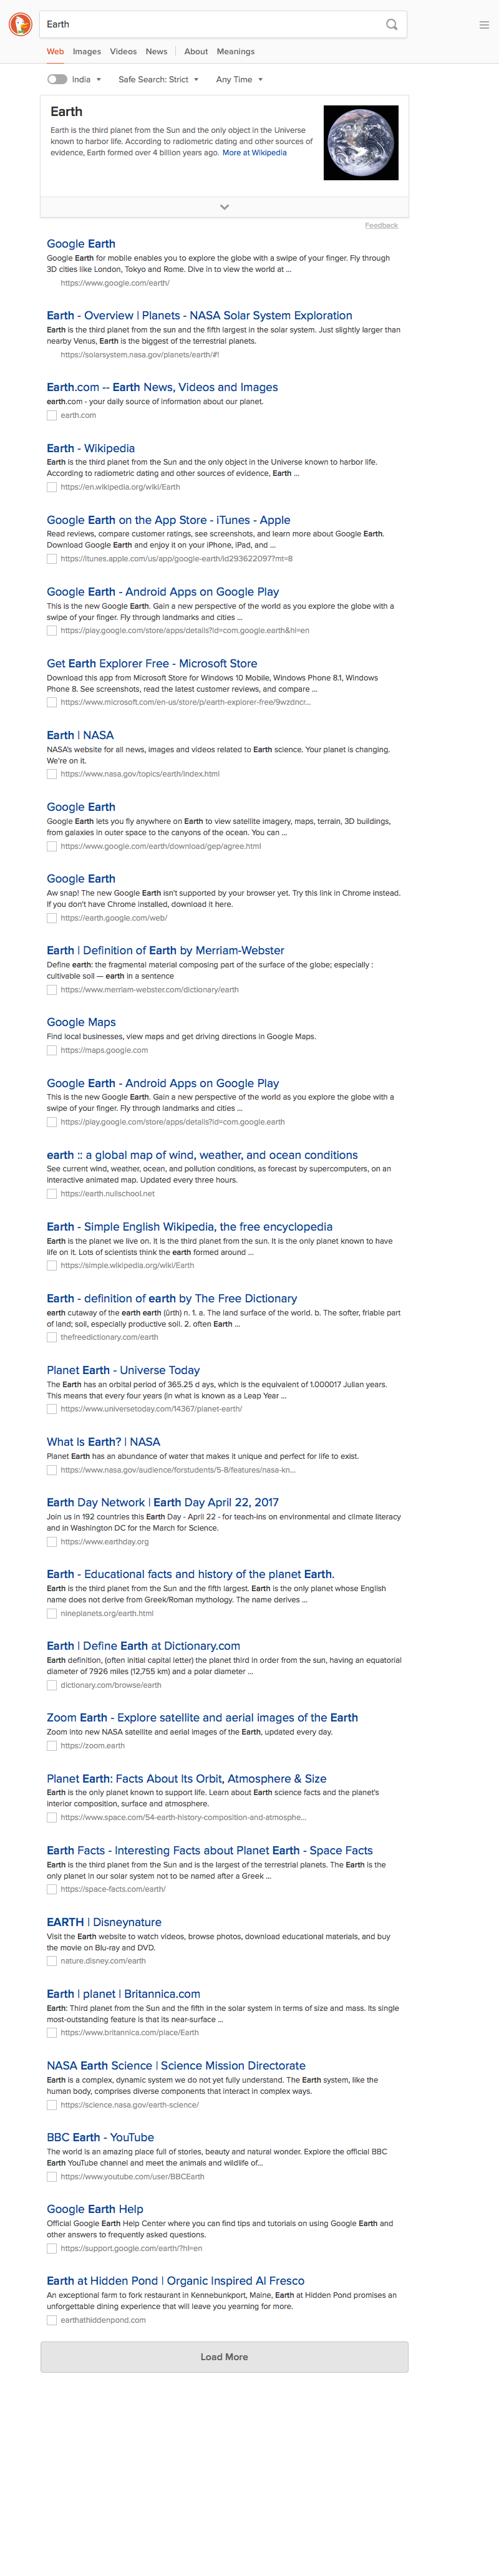 Earth
Web Images Videos News About Meanings
India Safe Search: Strict Any Time
Earth
Earth is the third planet from the Sun and the only object in the Universe
known to harbor life. According to radiometric dating and other sources of
evidence, Earth formed over 4 billion years ago. More at Wikipedia
Feedback
Google Earth
Google Earth for mobile enables you to explore the globe with a swipe of your finger. Fly through
3D cities like London, Tokyo and Rome. Dive in to view the world at ...
https://www.google.com/earth/
Earth - Overview | Planets - NASA Solar System Exploration
Earth is the third planet from the sun and the fifth largest in the solar system. Just slightly larger than
nearby Venus, Earth is the biggest of the terrestrial planets.
https://solarsystem.nasa.gov/planets/earth/#!
Earth.com -- Earth News, Videos and Images
earth.com - your daily source of information about our planet.
earth.com
Earth - Wikipedia
Earth is the third planet from the Sun and the only object in the Universe known to harbor life.
According to radiometric dating and other sources of evidence, Earth ...
https://en.wikipedia.org/wiki/Earth
Google Earth on the App Store - iTunes - Apple
Read reviews, compare customer ratings, see screenshots, and learn more about Google Earth.
Download Google Earth and enjoy it on your iPhone, iPad, and ...
https://itunes.apple.com/us/app/google-earth/id293622097?mt=8
Google Earth - Android Apps on Google Play
This is the new Google Earth. Gain a new perspective of the world as you explore the globe with a
swipe of your finger. Fly through landmarks and cities ...
https://play.google.com/store/apps/details?id=com.google.earth&hl=en
Get Earth Explorer Free - Microsoft Store
Download this app from Microsoft Store for Windows 10 Mobile, Windows Phone 8.1, Windows
Phone 8. See screenshots, read the latest customer reviews, and compare ...
https://www.microsoft.com/en-us/store/p/earth-explorer-free/9wzdncr...
Earth | NASA
NASA's website for all news, images and videos related to Earth science. Your planet is changing.
We're on it.
https://www.nasa.gov/topics/earth/index.html
Google Earth
Google Earth lets you fly anywhere on Earth to view satellite imagery, maps, terrain, 3D buildings,
from galaxies in outer space to the canyons of the ocean. You can ...
https://www.google.com/earth/download/gep/agree.html
Google Earth
Aw snap! The new Google Earth isn't supported by your browser yet. Try this link in Chrome instead.
If you don't have Chrome installed, download it here.
https://earth.google.com/web/
Earth | Definition of Earth by Merriam-Webster
Define earth: the fragmental material composing part of the surface of the globe; especially :
cultivable soil — earth in a sentence
https://www.merriam-webster.com/dictionary/earth
Google Maps
Find local businesses, view maps and get driving directions in Google Maps.
https://maps.google.com
Google Earth - Android Apps on Google Play
This is the new Google Earth. Gain a new perspective of the world as you explore the globe with a
swipe of your finger. Fly through landmarks and cities ...
https://play.google.com/store/apps/details?id=com.google.earth
earth :: a global map of wind, weather, and ocean conditions
See current wind, weather, ocean, and pollution conditions, as forecast by supercomputers, on an
interactive animated map. Updated every three hours.
https://earth.nullschool.net
Earth - Simple English Wikipedia, the free encyclopedia
Earth is the planet we live on. It is the third planet from the sun. It is the only planet known to have
life on it. Lots of scientists think the earth formed around ...
https://simple.wikipedia.org/wiki/Earth
Earth - definition of earth by The Free Dictionary
earth cutaway of the earth earth (ûrth) n. 1. a. The land surface of the world. b. The softer, friable part
of land; soil, especially productive soil. 2. often Earth ...
thefreedictionary.com/earth
Planet Earth - Universe Today
The Earth has an orbital period of 365.25 d ays, which is the equivalent of 1.000017 Julian years.
This means that every four years (in what is known as a Leap Year ...
https://www.universetoday.com/14367/planet-earth/
What Is Earth? | NASA
Planet Earth has an abundance of water that makes it unique and perfect for life to exist.
https://www.nasa.gov/audience/forstudents/5-8/features/nasa-kn...
Earth Day Network | Earth Day April 22, 2017
Join us in 192 countries this Earth Day - April 22 - for teach-ins on environmental and climate literacy
and in Washington DC for the March for Science.
https://www.earthday.org
Earth - Educational facts and history of the planet Earth.
Earth is the third planet from the Sun and the fifth largest. Earth is the only planet whose English
name does not derive from Greek/Roman mythology. The name derives ...
nineplanets.org/earth.html
Earth | Define Earth at Dictionary.com
Earth definition, (often initial capital letter) the planet third in order from the sun, having an equatorial
diameter of 7926 miles (12,755 km) and a polar diameter ...
dictionary.com/browse/earth
Zoom Earth - Explore satellite and aerial images of the Earth
Zoom into new NASA satellite and aerial images of the Earth, updated every day.
https://zoom.earth
Planet Earth: Facts About Its Orbit, Atmosphere & Size
Earth is the only planet known to support life. Learn about Earth science facts and the planet's
interior composition, surface and atmosphere.
https://www.space.com/54-earth-history-composition-and-atmosphe...
Earth Facts - Interesting Facts about Planet Earth - Space Facts
Earth is the third planet from the Sun and is the largest of the terrestrial planets. The Earth is the
only planet in our solar system not to be named after a Greek ...
https://space-facts.com/earth/
EARTH | Disneynature
Visit the Earth website to watch videos, browse photos, download educational materials, and buy
the movie on Blu-ray and DVD.
nature.disney.com/earth
Earth | planet | Britannica.com
Earth: Third planet from the Sun and the fifth in the solar system in terms of size and mass. Its single
most-outstanding feature is that its near-surface ...
https://www.britannica.com/place/Earth
NASA Earth Science | Science Mission Directorate
Earth is a complex, dynamic system we do not yet fully understand. The Earth system, like the
human body, comprises diverse components that interact in complex ways.
https://science.nasa.gov/earth-science/
BBC Earth - YouTube
The world is an amazing place full of stories, beauty and natural wonder. Explore the official BBC
Earth YouTube channel and meet the animals and wildlife of...
https://www.youtube.com/user/BBCEarth
Google Earth Help
Official Google Earth Help Center where you can find tips and tutorials on using Google Earth and
other answers to frequently asked questions.
https://support.google.com/earth/?hl=en
Earth at Hidden Pond | Organic Inspired Al Fresco
An exceptional farm to fork restaurant in Kennebunkport, Maine, Earth at Hidden Pond promises an
unforgettable dining experience that will leave you yearning for more.
earthathiddenpond.com
Load More